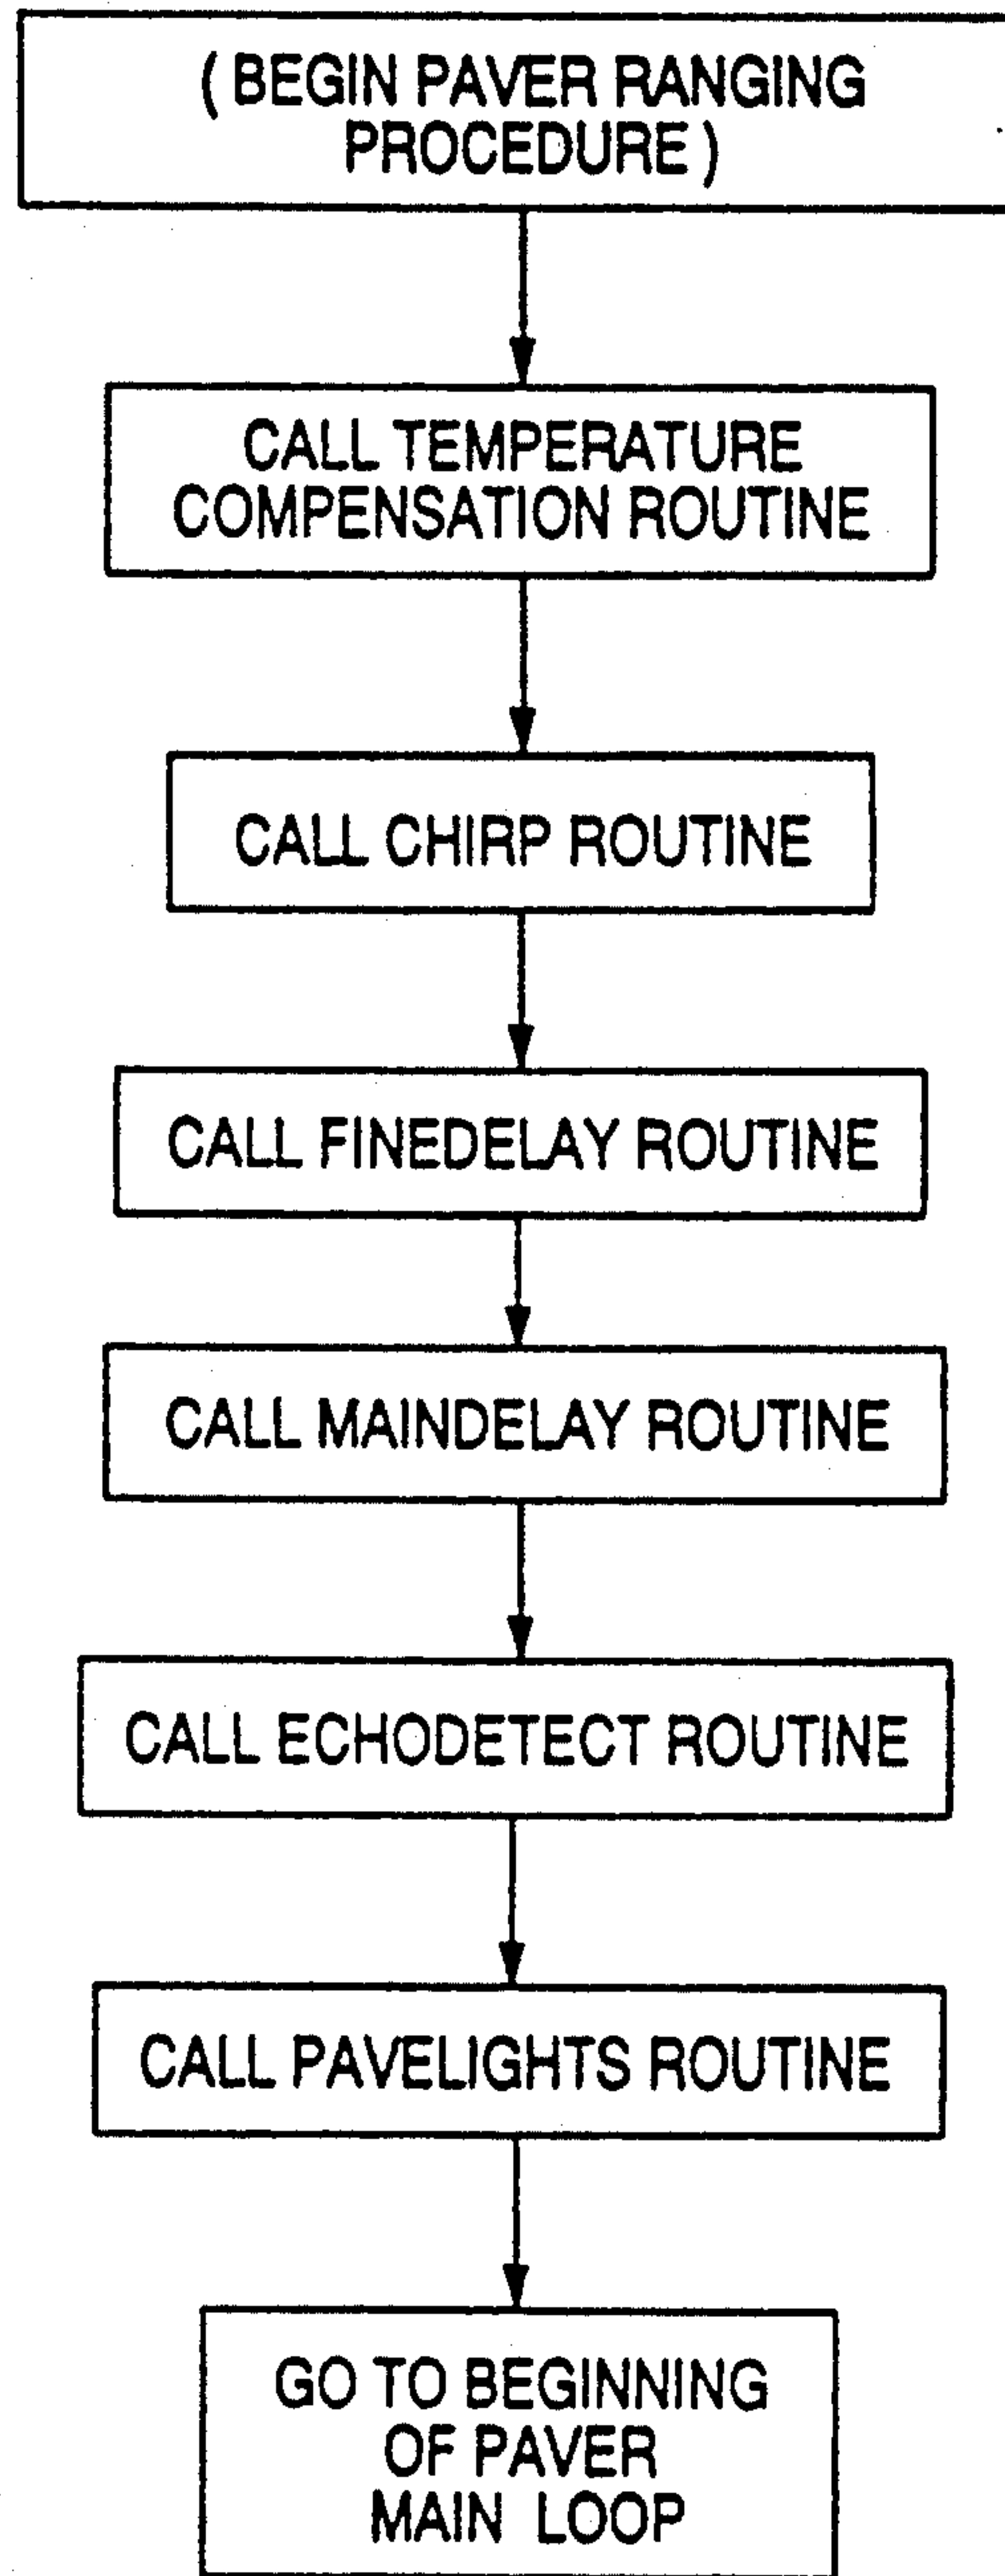 ( BEGIN PAVER RANGING
PROCEDURE )
CALL TEMPERATURE
COMPENSATION ROUTINE
CALL CHIRP ROUTINE
CALL FINEDELAY ROUTINE
CALL MAINDELAY ROUTINE
CALL ECHODETECT ROUTINE
CALL PAVELIGHTS ROUTINE
GO TO BEGINNING
OF PAVER
MAIN LOOP